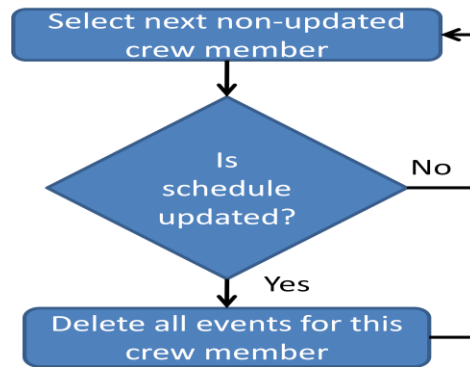 Select next non-updated
crew member
Is
schedule
updated?
No
Yes
Delete all events for this
crew member